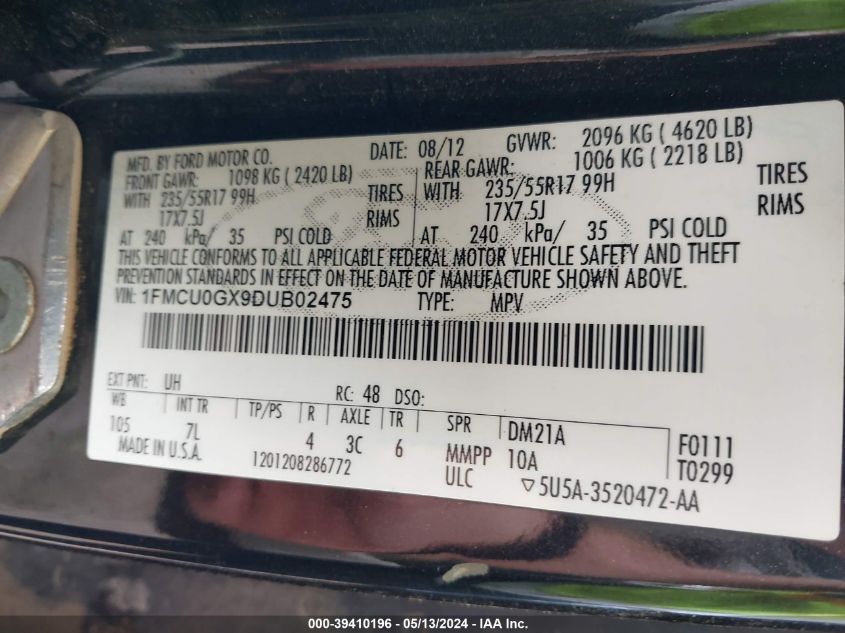 MFD. BY FORD MOTOR CO. DATE: 08/12 GVWR: 2096 KG ( 4620 LB)
FRONT GAWR: 1098 KG ( 2420 LB) REAR GAWR: 1006 KG ( 2218 LB)
WITH 235/55R17 99H TIRES WITH 235/55R17 99H TIRES
17X7.5J RIMS 17X7.5J RIMS
AT 240 kPa/ 35 PSI COLD AT 240 kPa/ 35 PSI COLD
THIS VEHICLE CONFORMS TO ALL APPLICABLE FEDERAL MOTOR VEHICLE SAFETY AND THEFT
PREVENTION STANDARDS IN EFFECT ON THE DATE OF MANUFACTURE SHOWN ABOVE.
VIN: 1FMCU0GX9DUB02475 TYPE: MPV
EXT PNT: UH RC: 48 DSO:
WB INT TR TP/PS R AXLE TR SPR DM21A F0111
105 7L 4 3C 6 MMPP 10A T0299
MADE IN U.S.A. 1201208286772 ULC ▽5U5A-3520472-AA
000-39410196 - 05/13/2024 - IAA Inc.